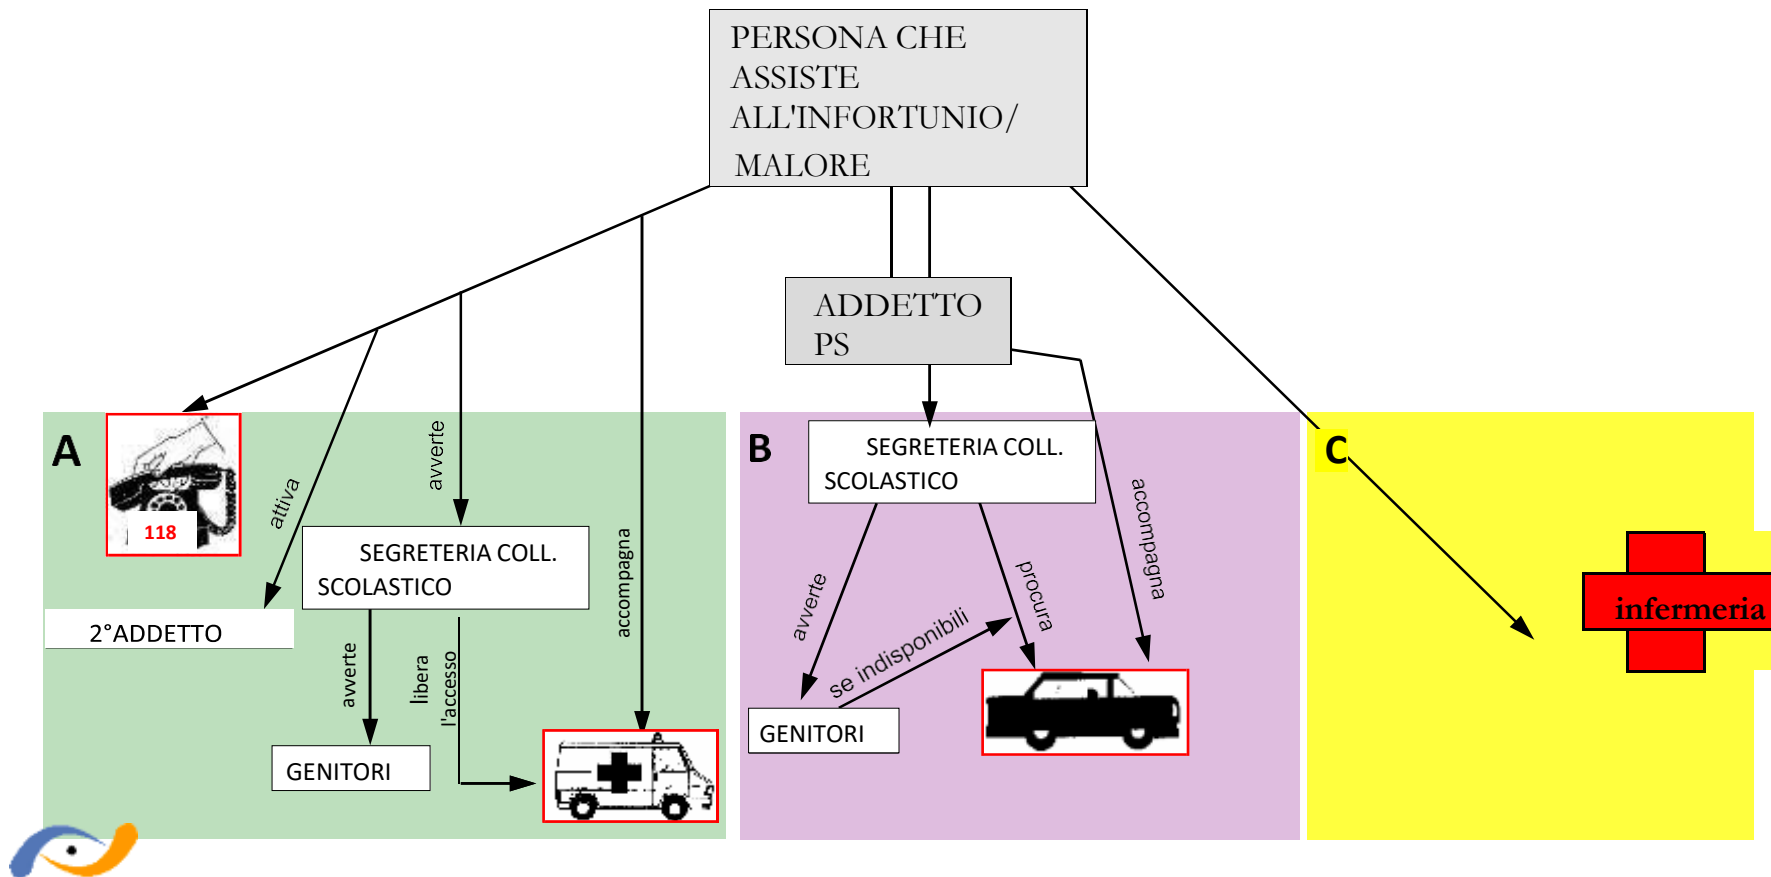 PERSONA CHE
ASSISTE
ALL'INFORTUNIO/
MALORE
ADDETTO
PS
A
118
attiva
2°ADDETTO
avverte
SEGRETERIA COLL.
SCOLASTICO
avverte
libera
l'accesso
accompagna
GENITORI
B
SEGRETERIA COLL.
SCOLASTICO
avverte
se indisponibili
procura
accompagna
GENITORI
C
infermeria